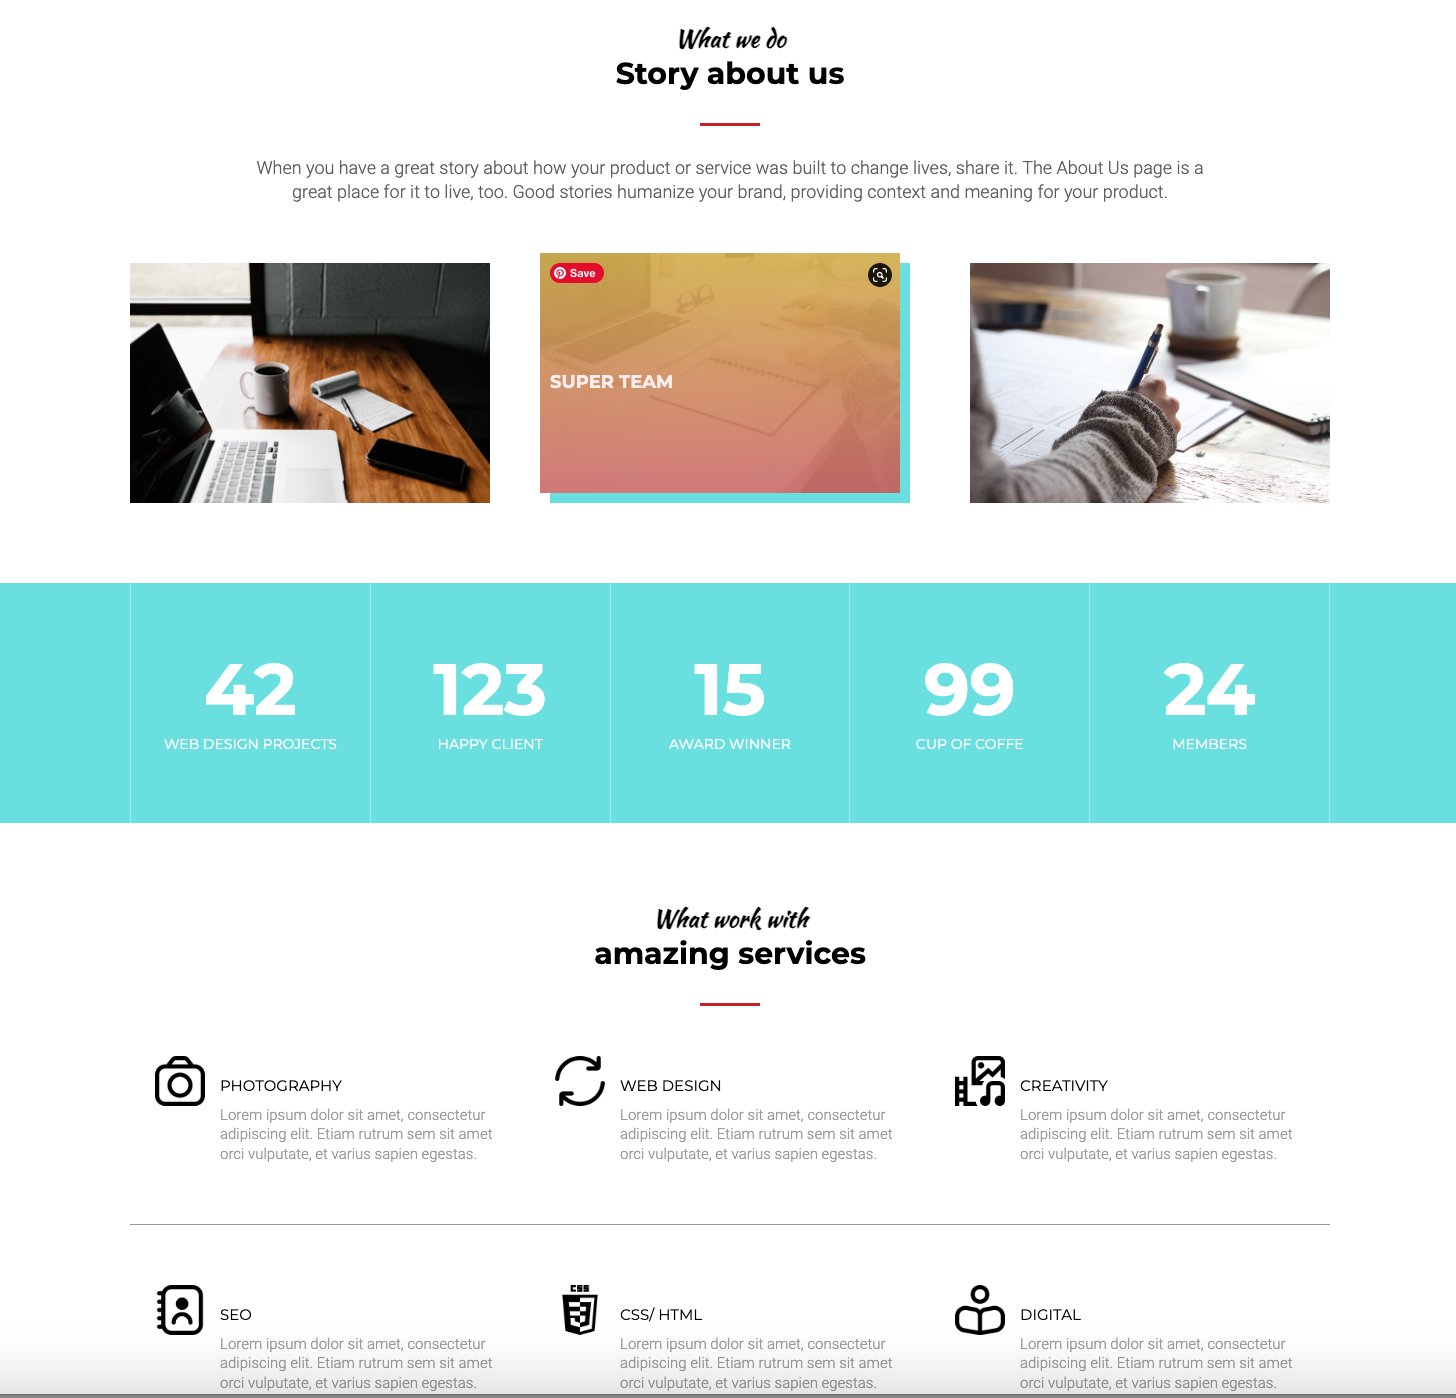 What we do
Story about us
When you have a great story about how your product or service was built to change lives, share it. The About Us page is a
great place for it to live, too. Good stories humanize your brand, providing context and meaning for your product.
Save
SUPER TEAM
42
WEB DESIGN PROJECTS
123
HAPPY CLIENT
15
AWARD WINNER
99
CUP OF COFFE
24
MEMBERS
What work with
amazing services
PHOTOGRAPHY
Lorem ipsum dolor sit amet, consectetur
adipiscing elit. Etiam rutrum sem sit amet
orci vulputate, et varius sapien egestas.
WEB DESIGN
Lorem ipsum dolor sit amet, consectetur
adipiscing elit. Etiam rutrum sem sit amet
orci vulputate, et varius sapien egestas.
CREATIVITY
Lorem ipsum dolor sit amet, consectetur
adipiscing elit. Etiam rutrum sem sit amet
orci vulputate, et varius sapien egestas.
SEO
Lorem ipsum dolor sit amet, consectetur
adipiscing elit. Etiam rutrum sem sit amet
orci vulputate, et varius sapien egestas.
CSS
CSS/ HTML
Lorem ipsum dolor sit amet, consectetur
adipiscing elit. Etiam rutrum sem sit amet
orci vulputate, et varius sapien egestas.
DIGITAL
Lorem ipsum dolor sit amet, consectetur
adipiscing elit. Etiam rutrum sem sit amet
orci vulputate, et varius sapien egestas.